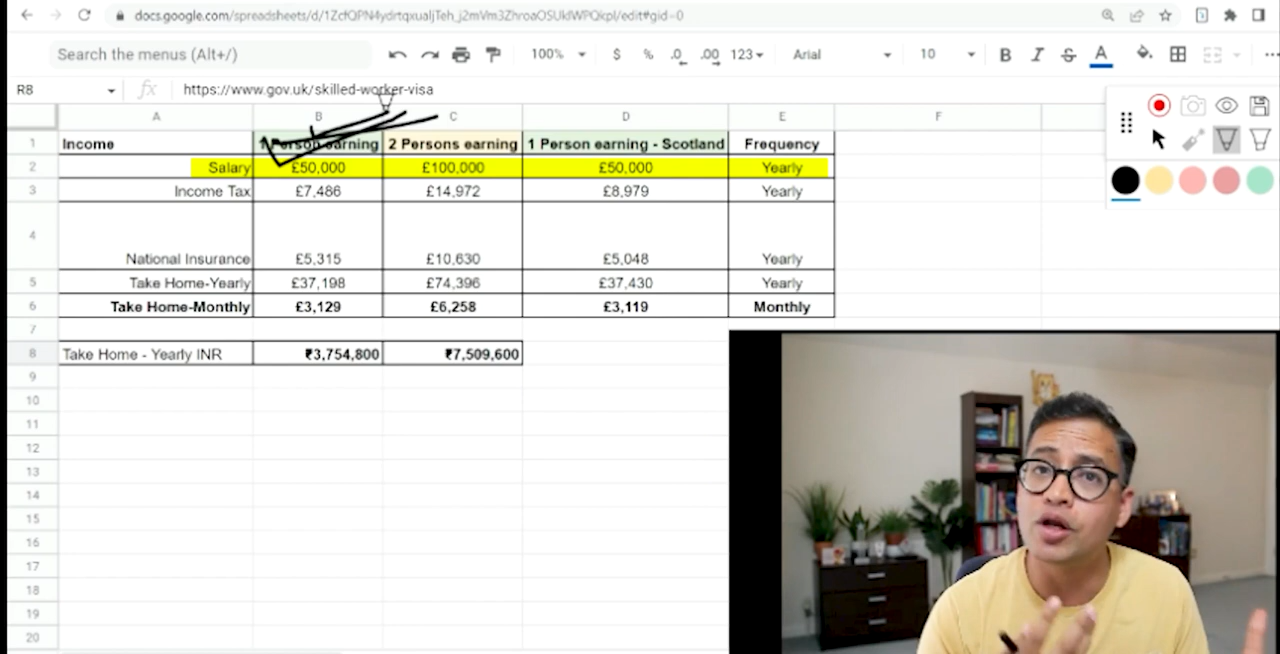 docs.google.com/spreadsheets/d/1ZcfQPN4ydrtqxualjTeh_j2mVm3ZhroaOSUkIWPQkpI/edit#gid=0
Search the menus (Alt+/) 100% $ % .0 .00 123 Arial 10 B I S A
R8 fx https://www.gov.uk/skilled-worker-visa
A B C D E F
1 Income 1 Person earning 2 Persons earning 1 Person earning - Scotland Frequency
2 Salary £50,000 £100,000 £50,000 Yearly
3 Income Tax £7,486 £14,972 £8,979 Yearly
4 National Insurance £5,315 £10,630 £5,048 Yearly
5 Take Home-Yearly £37,198 £74,396 £37,430 Yearly
6 Take Home-Monthly £3,129 £6,258 £3,119 Monthly
7
8 Take Home - Yearly INR ₹3,754,800 ₹7,509,600
9
10
11
12
13
14
15
16
17
18
19
20